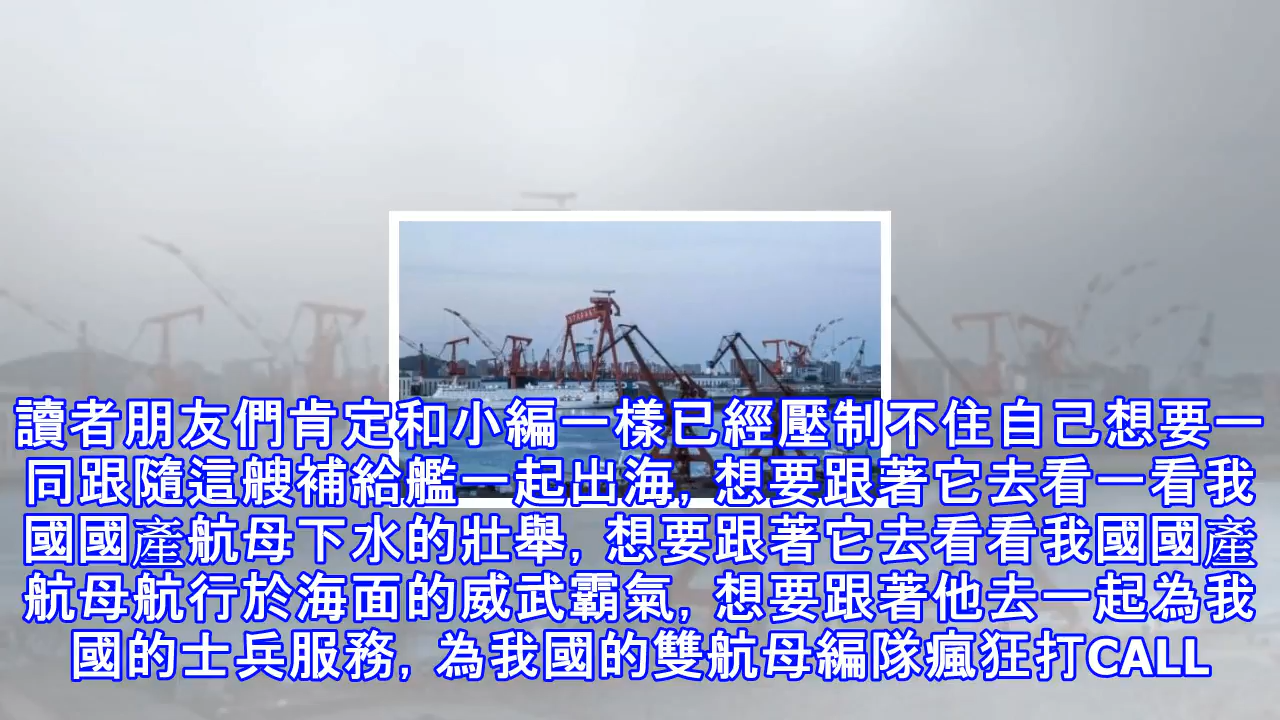 讀者朋友們肯定和小編一樣已經壓制不住自己想要一
同跟隨這艘補給艦一起出海, 想要跟著它去看一看我
國國產航母下水的壯舉, 想要跟著它去看看我國國產
航母航行於海面的威武霸氣, 想要跟著他去一起為我
國的士兵服務, 為我國的雙航母編隊瘋狂打CALL